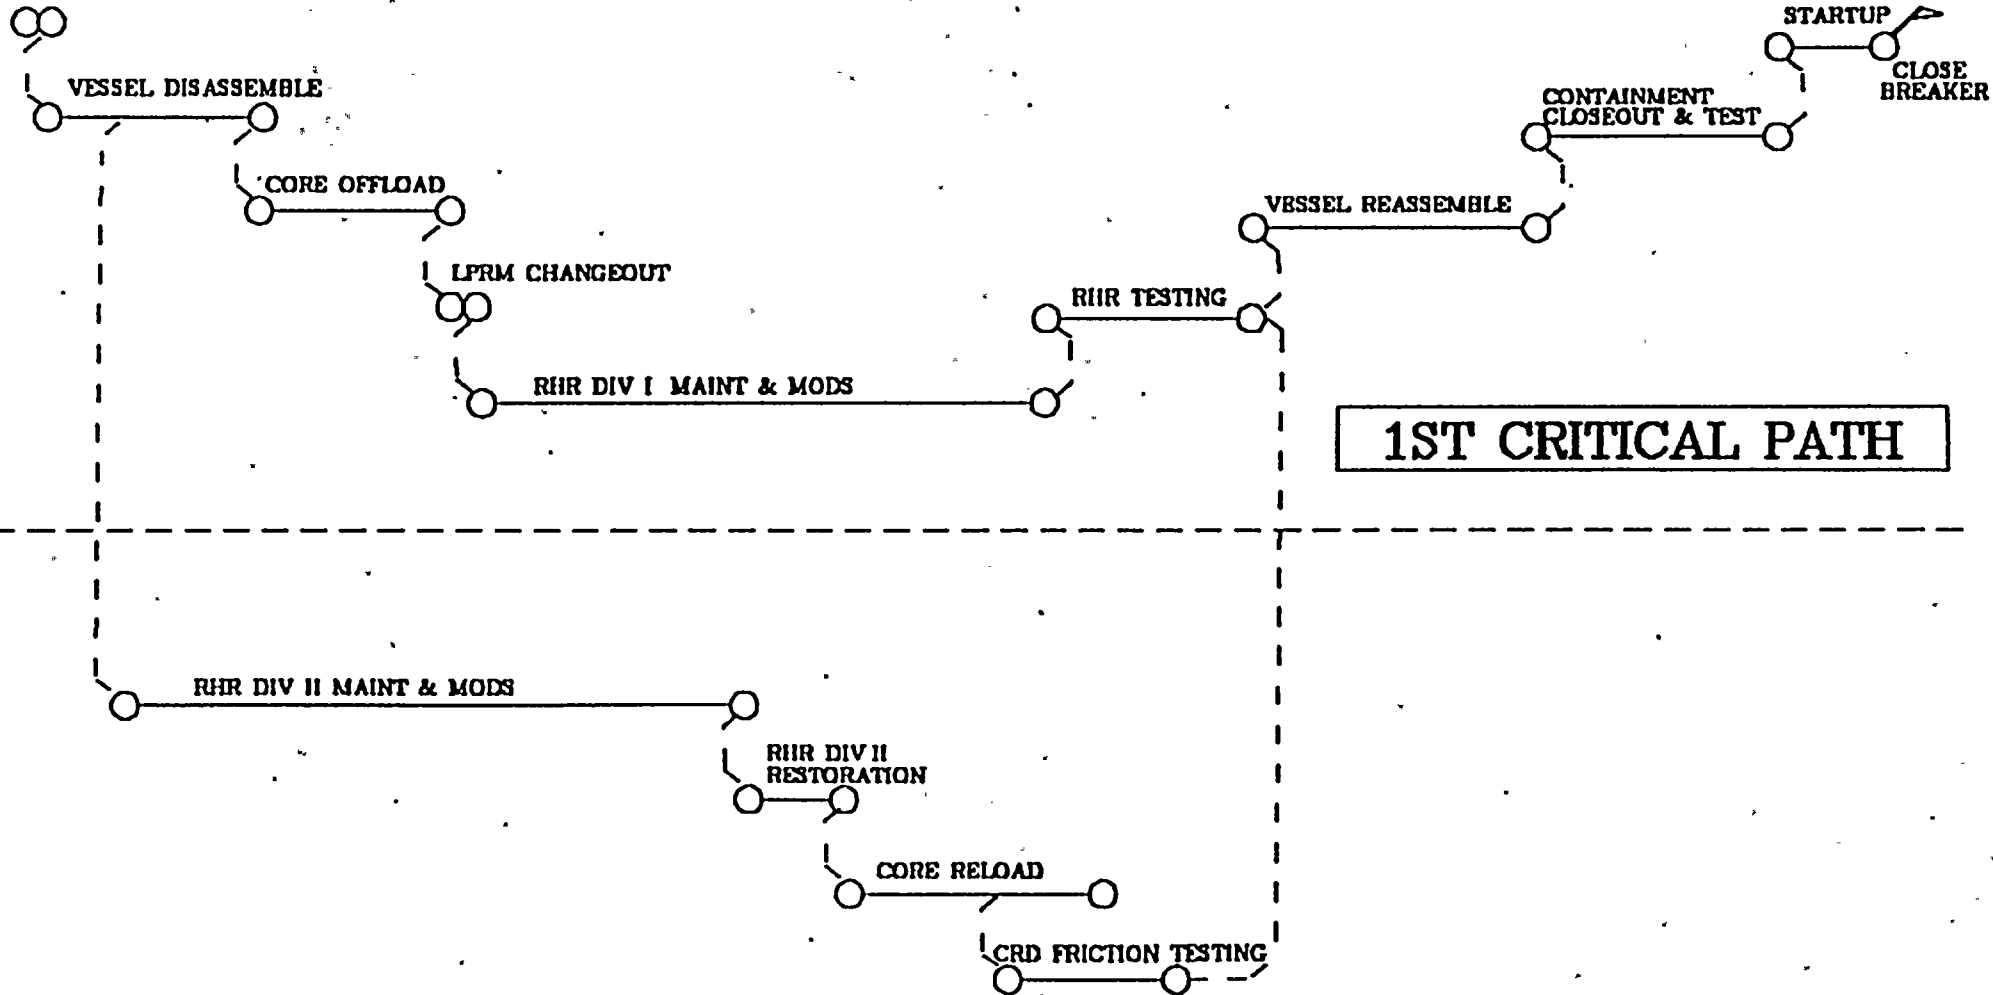 STARTUP
CLOSE
BREAKER
VESSEL DISASSEMBLE
CONTAINMENT
CLOSEOUT & TEST
CORE OFFLOAD
VESSEL REASSEMBLE
LPRM CHANGEOUT
RHR TESTING
RHR DIV I MAINT & MODS
1ST CRITICAL PATH
RHR DIV II MAINT & MODS
RHR DIV II
RESTORATION
CORE RELOAD
CRD FRICTION TESTING